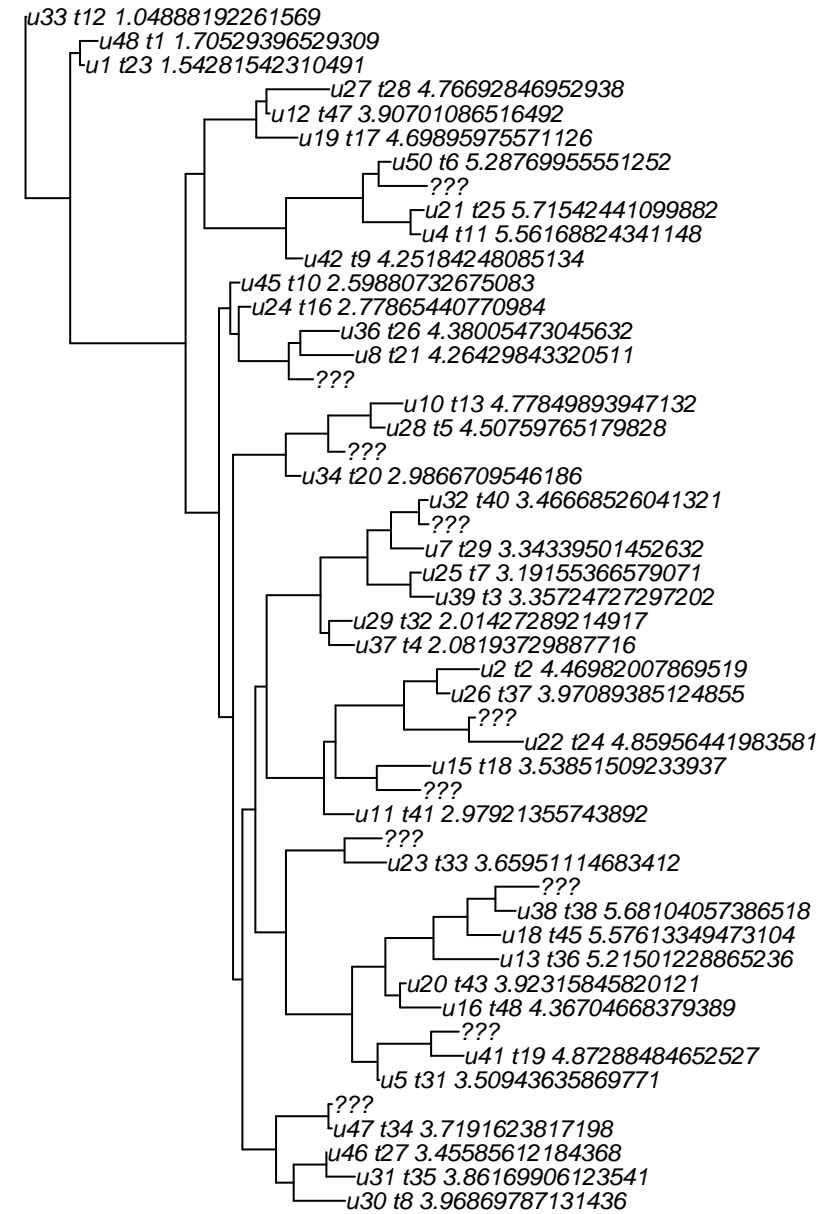 u33 t12 1.04888192261569
u48 t1 1.70529396529309
u1 t23 1.54281542310491
u27 t28 4.76692846952938
u12 t47 3.90701086516492
u19 t17 4.69895975571126
u50 t6 5.28769955551252
???
u21 t25 5.71542441099882
u4 t11 5.56168824341148
u42 t9 4.25184248085134
u45 t10 2.59880732675083
u24 t16 2.77865440770984
u36 t26 4.38005473045632
u8 t21 4.26429843320511
???
u10 t13 4.77849893947132
u28 t5 4.50759765179828
???
u34 t20 2.9866709546186
u32 t40 3.46668526041321
???
u7 t29 3.34339501452632
u25 t7 3.19155366579071
u39 t3 3.35724727297202
u29 t32 2.01427289214917
u37 t4 2.08193729887716
u2 t2 4.46982007869519
u26 t37 3.97089385124855
???
u22 t24 4.85956441983581
u15 t18 3.53851509233937
???
u11 t41 2.97921355743892
???
u23 t33 3.65951114683412
???
u38 t38 5.68104057386518
u18 t45 5.57613349473104
u13 t36 5.21501228865236
u20 t43 3.92315845820121
u16 t48 4.36704668379389
???
u41 t19 4.87288484652527
u5 t31 3.50943635869771
???
u47 t34 3.7191623817198
u46 t27 3.45585612184368
u31 t35 3.86169906123541
u30 t8 3.96869787131436